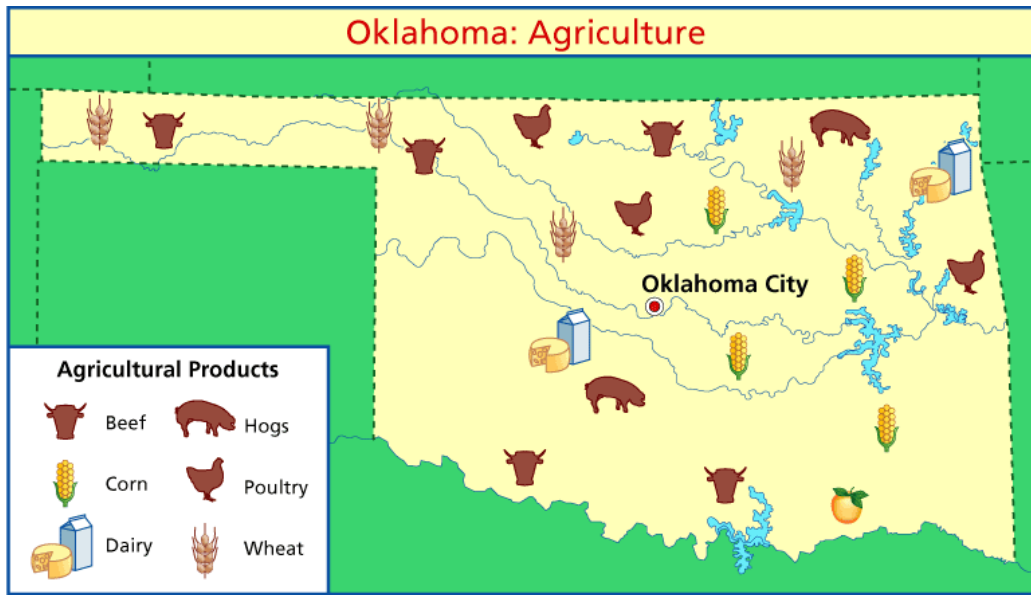 Oklahoma: Agriculture
Oklahoma City
Agricultural Products
Beef
Hogs
Corn
Poultry
Dairy
Wheat